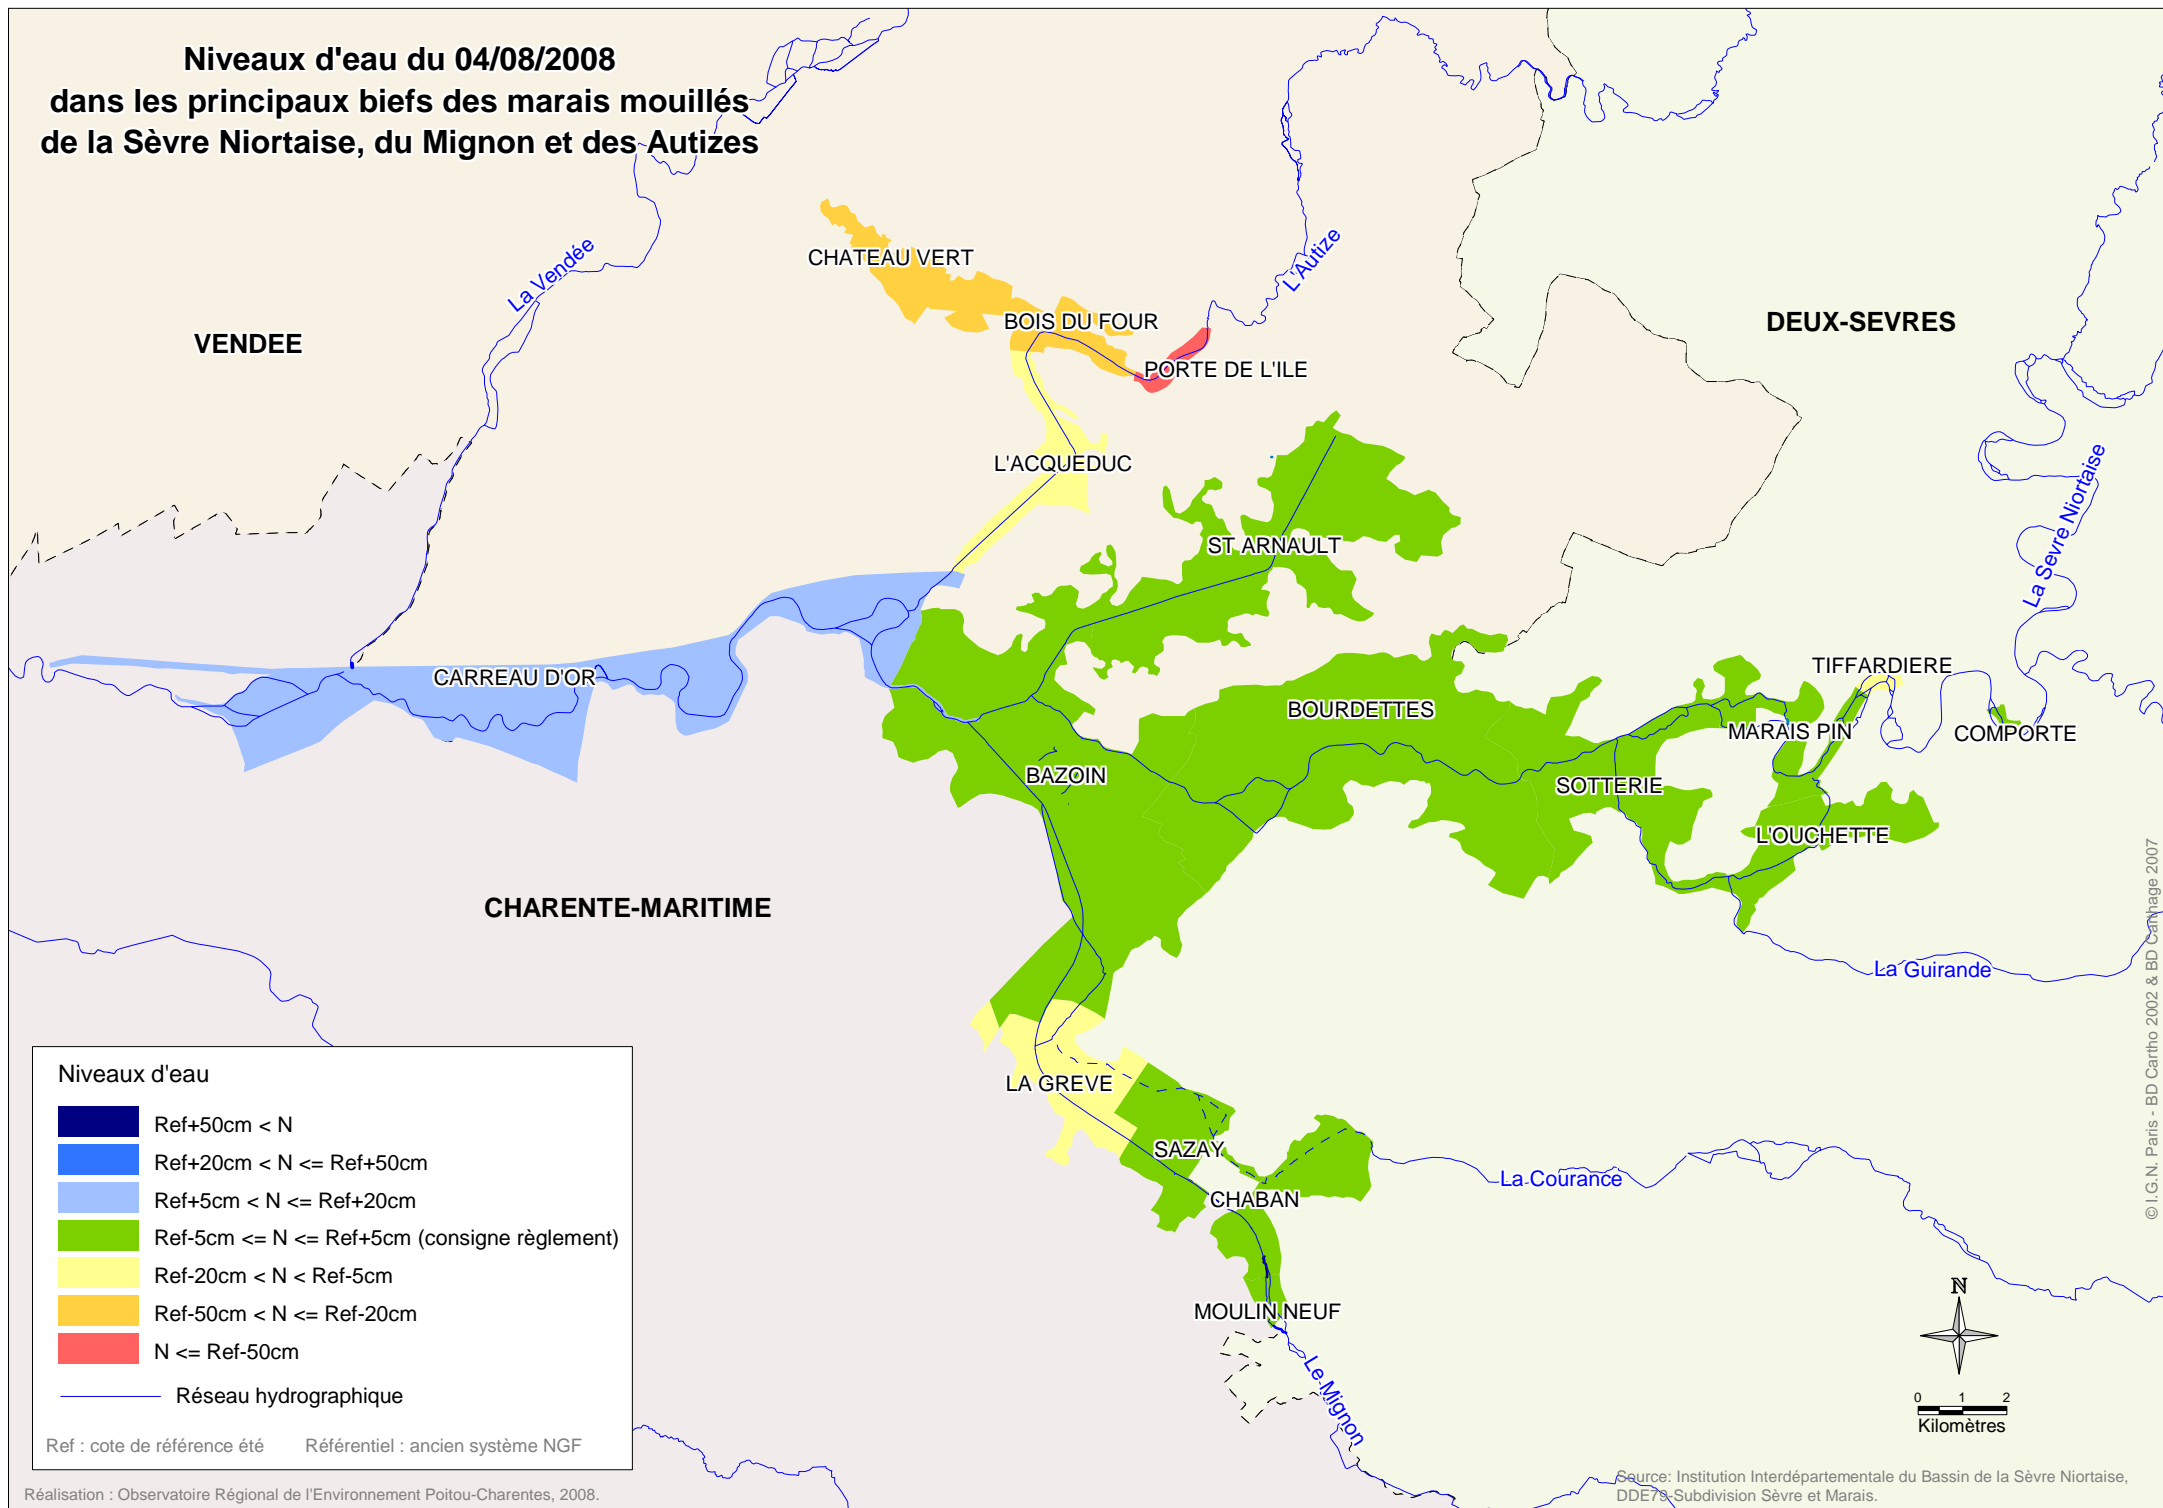 Niveaux d'eau du 04/08/2008
dans les principaux biefs des marais mouillés
de la Sèvre Niortaise, du Mignon et des Autizes
La Vendée
CHATEAU VERT
L'Autize
BOIS DU FOUR
DEUX-SEVRES
VENDEE
PORTE DE L'ILE
L'ACQUEDUC
La Sevre Niortaise
ST ARNAULT
CARREAU D'OR
TIFFARDIERE
BOURDETTES
MARAIS PIN
COMPORTE
BAZOIN
SOTTERIE
L'OUCHETTE
CHARENTE-MARITIME
La Guirande
LA GREVE
SAZAY
La Courance
CHABAN
MOULIN NEUF
Le Mignon
Niveaux d'eau
Ref+50cm < N
Ref+20cm < N <= Ref+50cm
Ref+5cm < N <= Ref+20cm
Ref-5cm <= N <= Ref+5cm (consigne règlement)
Ref-20cm < N < Ref-5cm
Ref-50cm < N <= Ref-20cm
N <= Ref-50cm
Réseau hydrographique
Ref : cote de référence été Référentiel : ancien système NGF
Réalisation : Observatoire Régional de l'Environnement Poitou-Charentes, 2008.
N
0 1 2
Kilomètres
Source: Institution Interdépartementale du Bassin de la Sèvre Niortaise,
DDE79-Subdivision Sèvre et Marais.
© I.G.N. Paris - BD Cartho 2002 & BD Carthage 2007